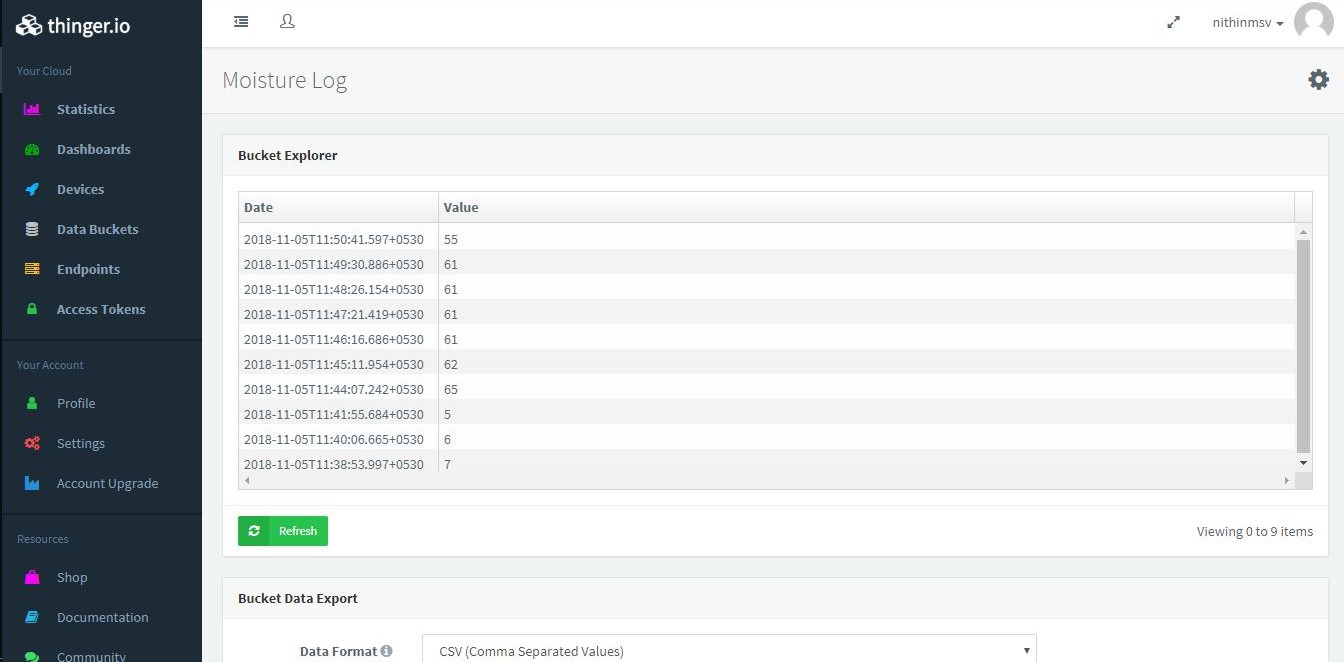 thinger.io
nithinmsv
Your Cloud
Statistics
Dashboards
Devices
Data Buckets
Endpoints
Access Tokens
Your Account
Profile
Settings
Account Upgrade
Resources
Shop
Documentation
Community
Moisture Log
Bucket Explorer
Date Value
2018-11-05T11:50:41.597+0530 55
2018-11-05T11:49:30.886+0530 61
2018-11-05T11:48:26.154+0530 61
2018-11-05T11:47:21.419+0530 61
2018-11-05T11:46:16.686+0530 61
2018-11-05T11:45:11.954+0530 62
2018-11-05T11:44:07.242+0530 65
2018-11-05T11:41:55.684+0530 5
2018-11-05T11:40:06.665+0530 6
2018-11-05T11:38:53.997+0530 7
Refresh Viewing 0 to 9 items
Bucket Data Export
Data Format CSV (Comma Separated Values)